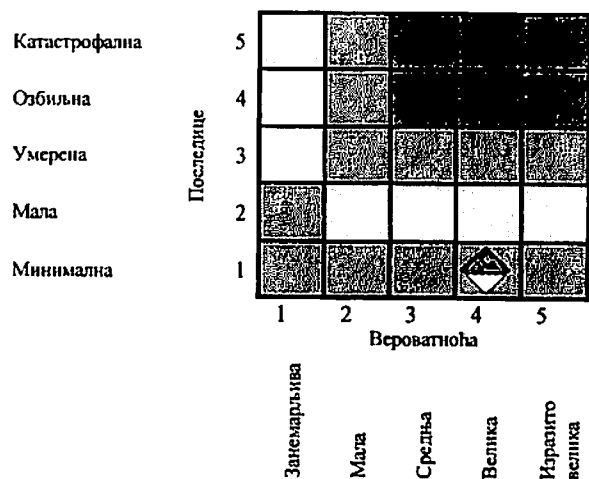 Катастрофална 5
Озбиљна 4
Умерена 3
Мала 2
Минимална 1
Последице
1 2 3 4 5
Вероватноћа
Занемарљива
Мала
Средња
Велика
Изразито
велика